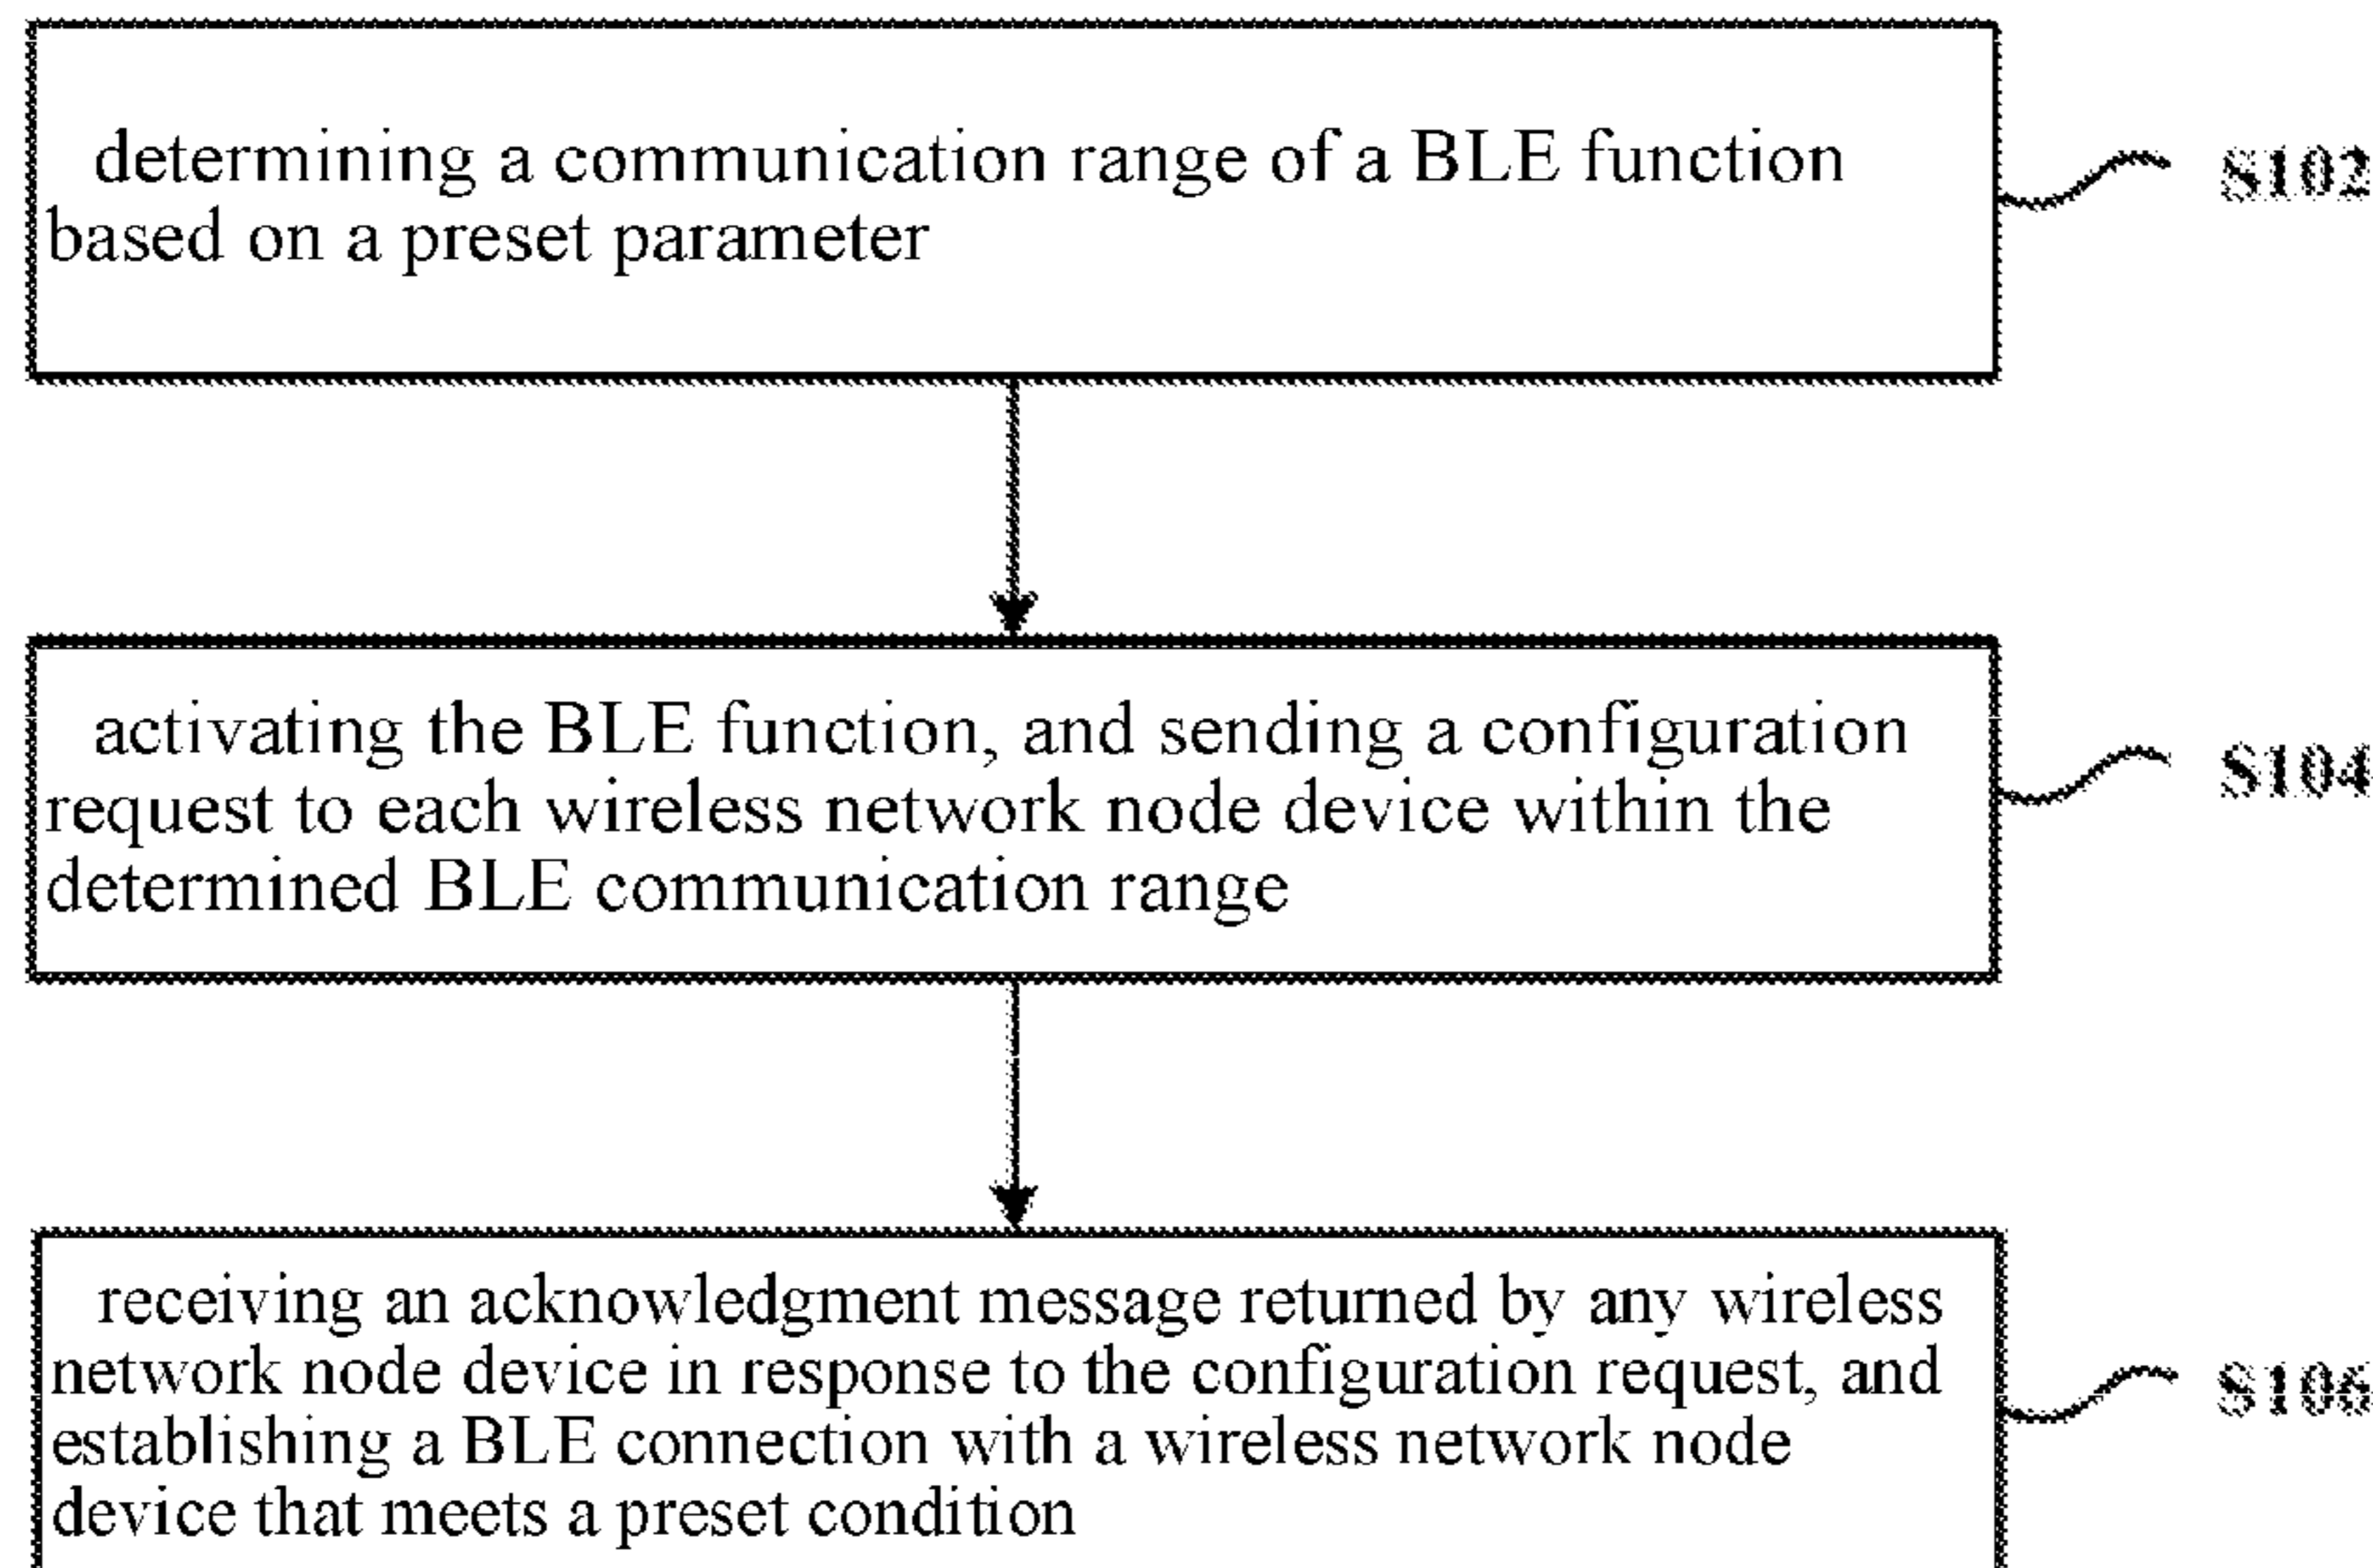 determining a communication range of a BLE function
based on a preset parameter
S102
activating the BLE function, and sending a configuration
request to each wireless network node device within the
determined BLE communication range
S104
receiving an acknowledgment message returned by any wireless
network node device in response to the configuration request, and
establishing a BLE connection with a wireless network node
device that meets a preset condition
S106